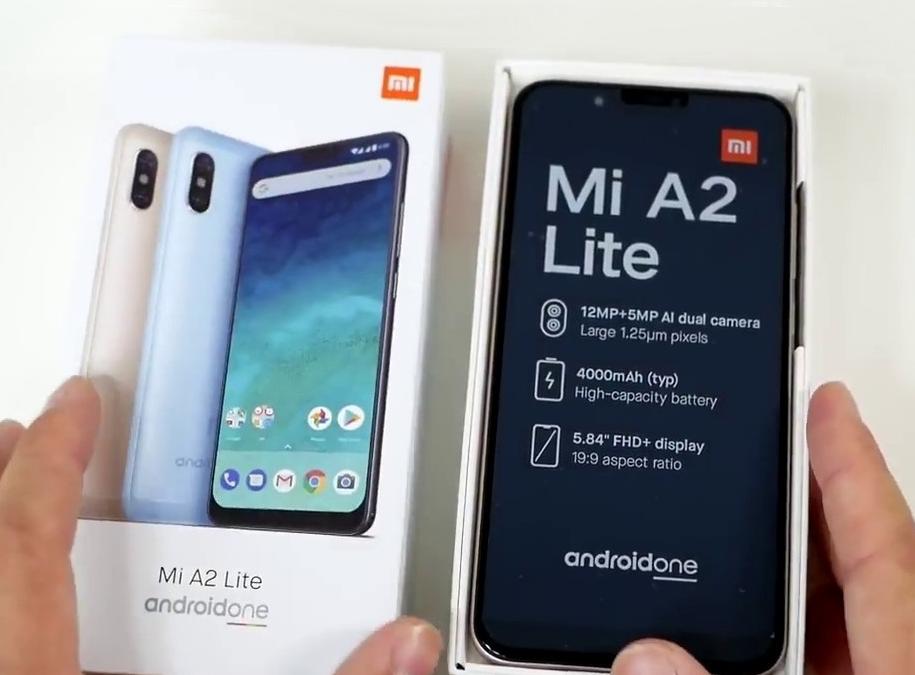 mi
andr
Mi A2 Lite
androidone
mi
Mi A2
Lite
12MP+5MP AI dual camera
Large 1.25µm pixels
4000mAh (typ)
High-capacity battery
5.84" FHD+ display
19:9 aspect ratio
androidone